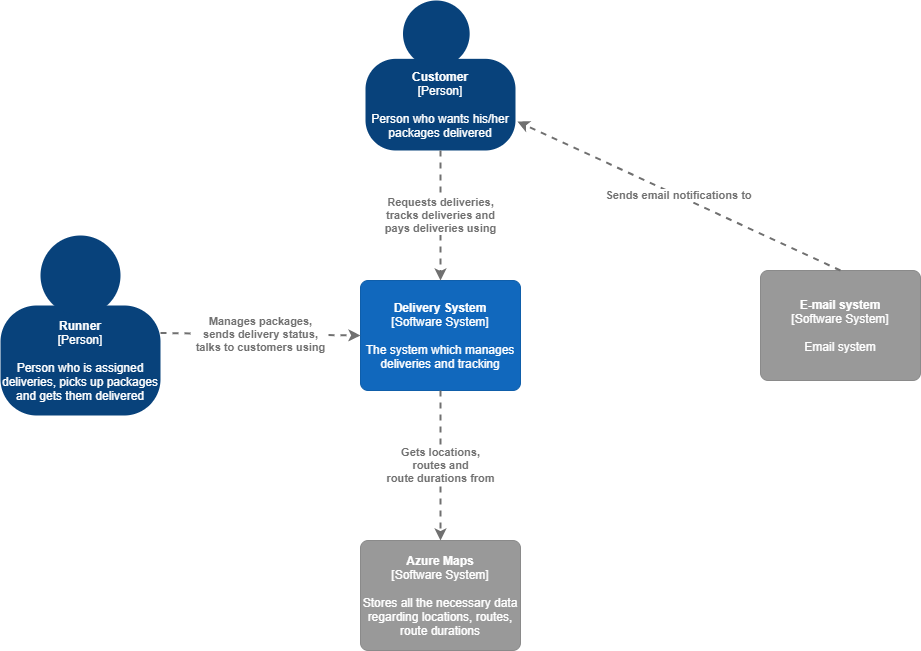 Customer
[Person]
Person who wants his/her
packages delivered
Requests deliveries,
tracks deliveries and
pays deliveries using
Sends email notifications to
Runner
[Person]
Person who is assigned
deliveries, picks up packages
and gets them delivered
Manages packages,
sends delivery status,
talks to customers using
Delivery System
[Software System]
The system which manages
deliveries and tracking
E-mail system
[Software System]
Email system
Gets locations,
routes and
route durations from
Azure Maps
[Software System]
Stores all the necessary data
regarding locations, routes,
route durations